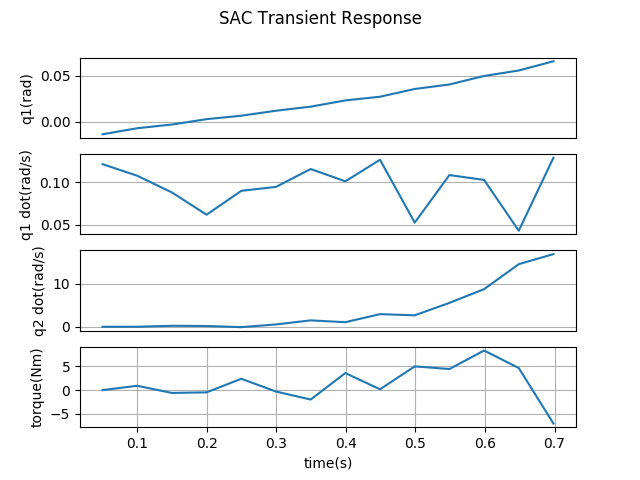 SAC Transient Response
q1(rad)
0.05
0.00
q1 dot(rad/s)
0.10
0.05
q2 dot(rad/s)
10
0
torque(Nm)
5
0
−5
0.1 0.2 0.3 0.4 0.5 0.6 0.7
time(s)